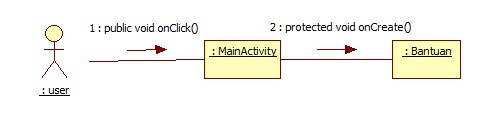 1 : public void onClick()
2 : protected void onCreate()
: MainActivity
: Bantuan
: user